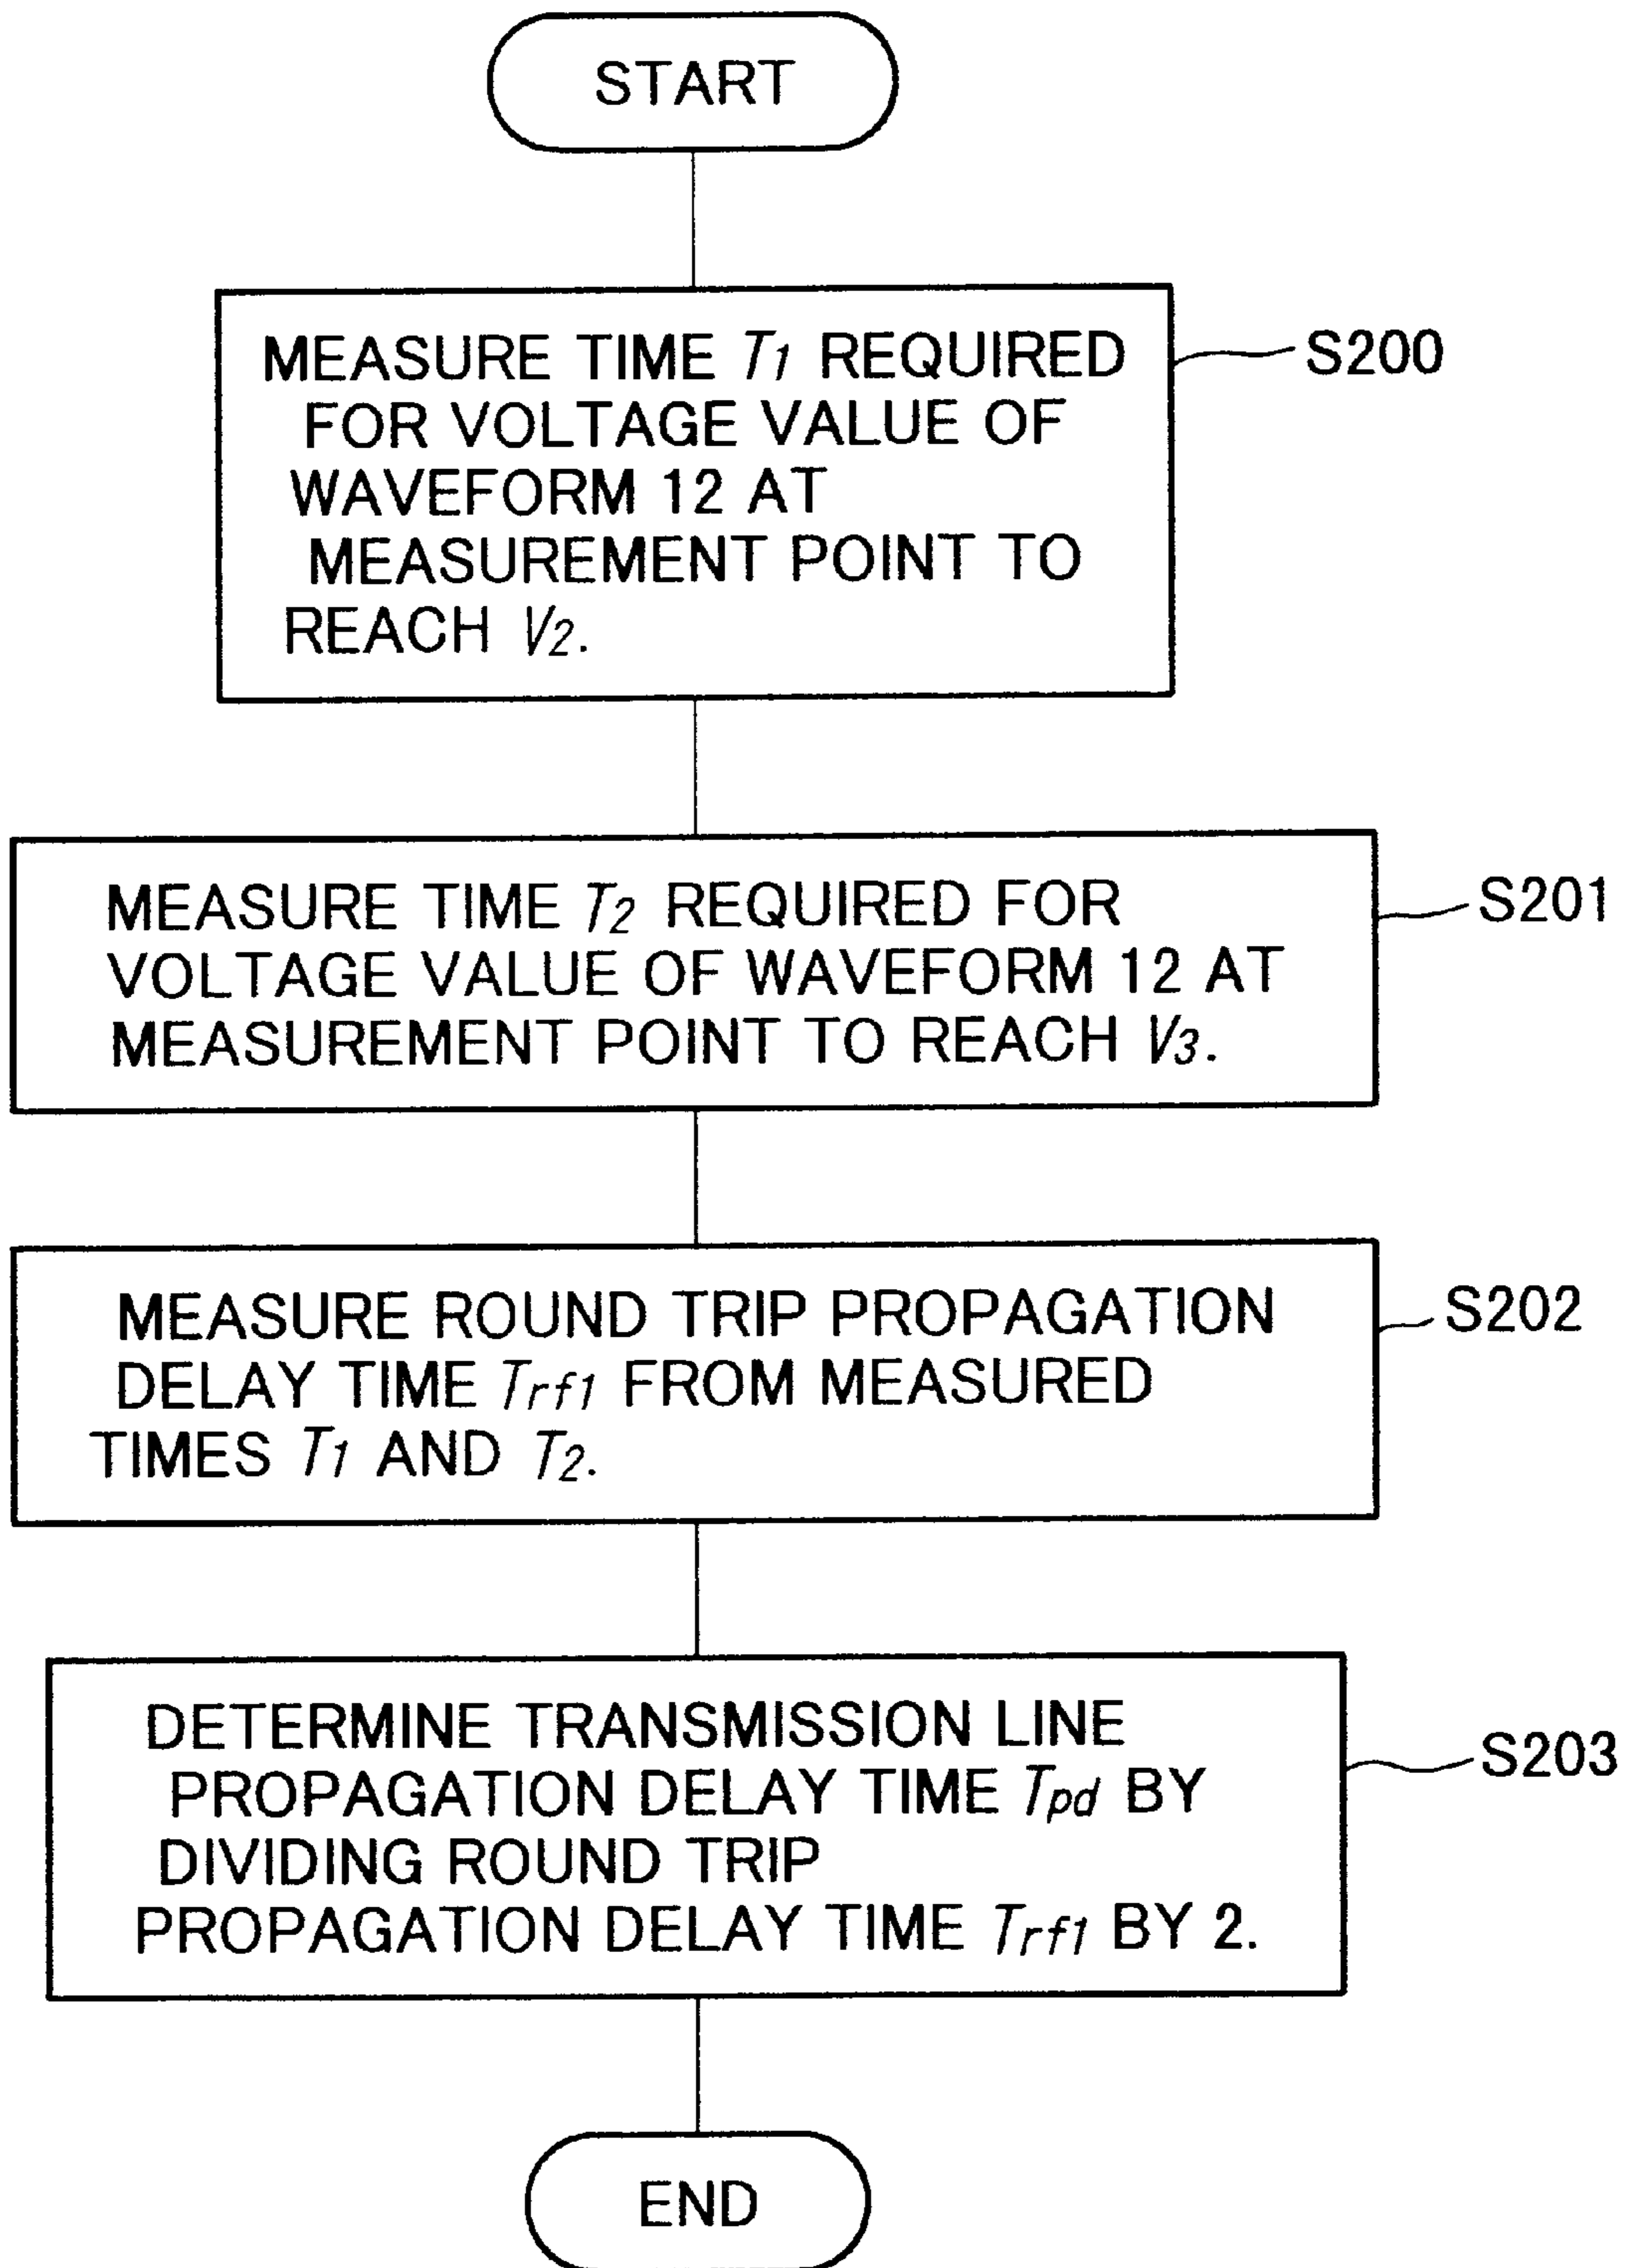 START
MEASURE TIME T1 REQUIRED
FOR VOLTAGE VALUE OF
WAVEFORM 12 AT
MEASUREMENT POINT TO
REACH V2.
S200
MEASURE TIME T2 REQUIRED FOR
VOLTAGE VALUE OF WAVEFORM 12 AT
MEASUREMENT POINT TO REACH V3.
S201
MEASURE ROUND TRIP PROPAGATION
DELAY TIME Trf1 FROM MEASURED
TIMES T1 AND T2.
S202
DETERMINE TRANSMISSION LINE
PROPAGATION DELAY TIME Tpd BY
DIVIDING ROUND TRIP
PROPAGATION DELAY TIME Trf1 BY 2.
S203
END